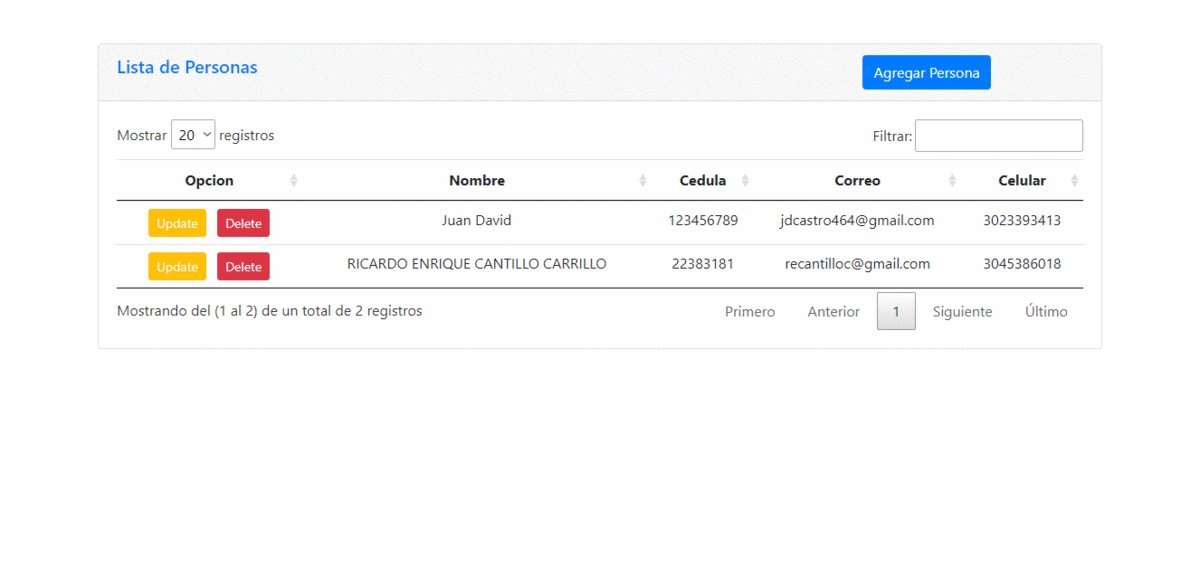 Lista de Personas Agregar Persona
Mostrar 20 registros Filtrar:
Opcion Nombre Cedula Correo Celular
Update Delete Juan David 123456789 jdcastro464@gmail.com 3023393413
Update Delete RICARDO ENRIQUE CANTILLO CARRILLO 22383181 recantilloc@gmail.com 3045386018
Mostrando del (1 al 2) de un total de 2 registros Primero Anterior 1 Siguiente Último